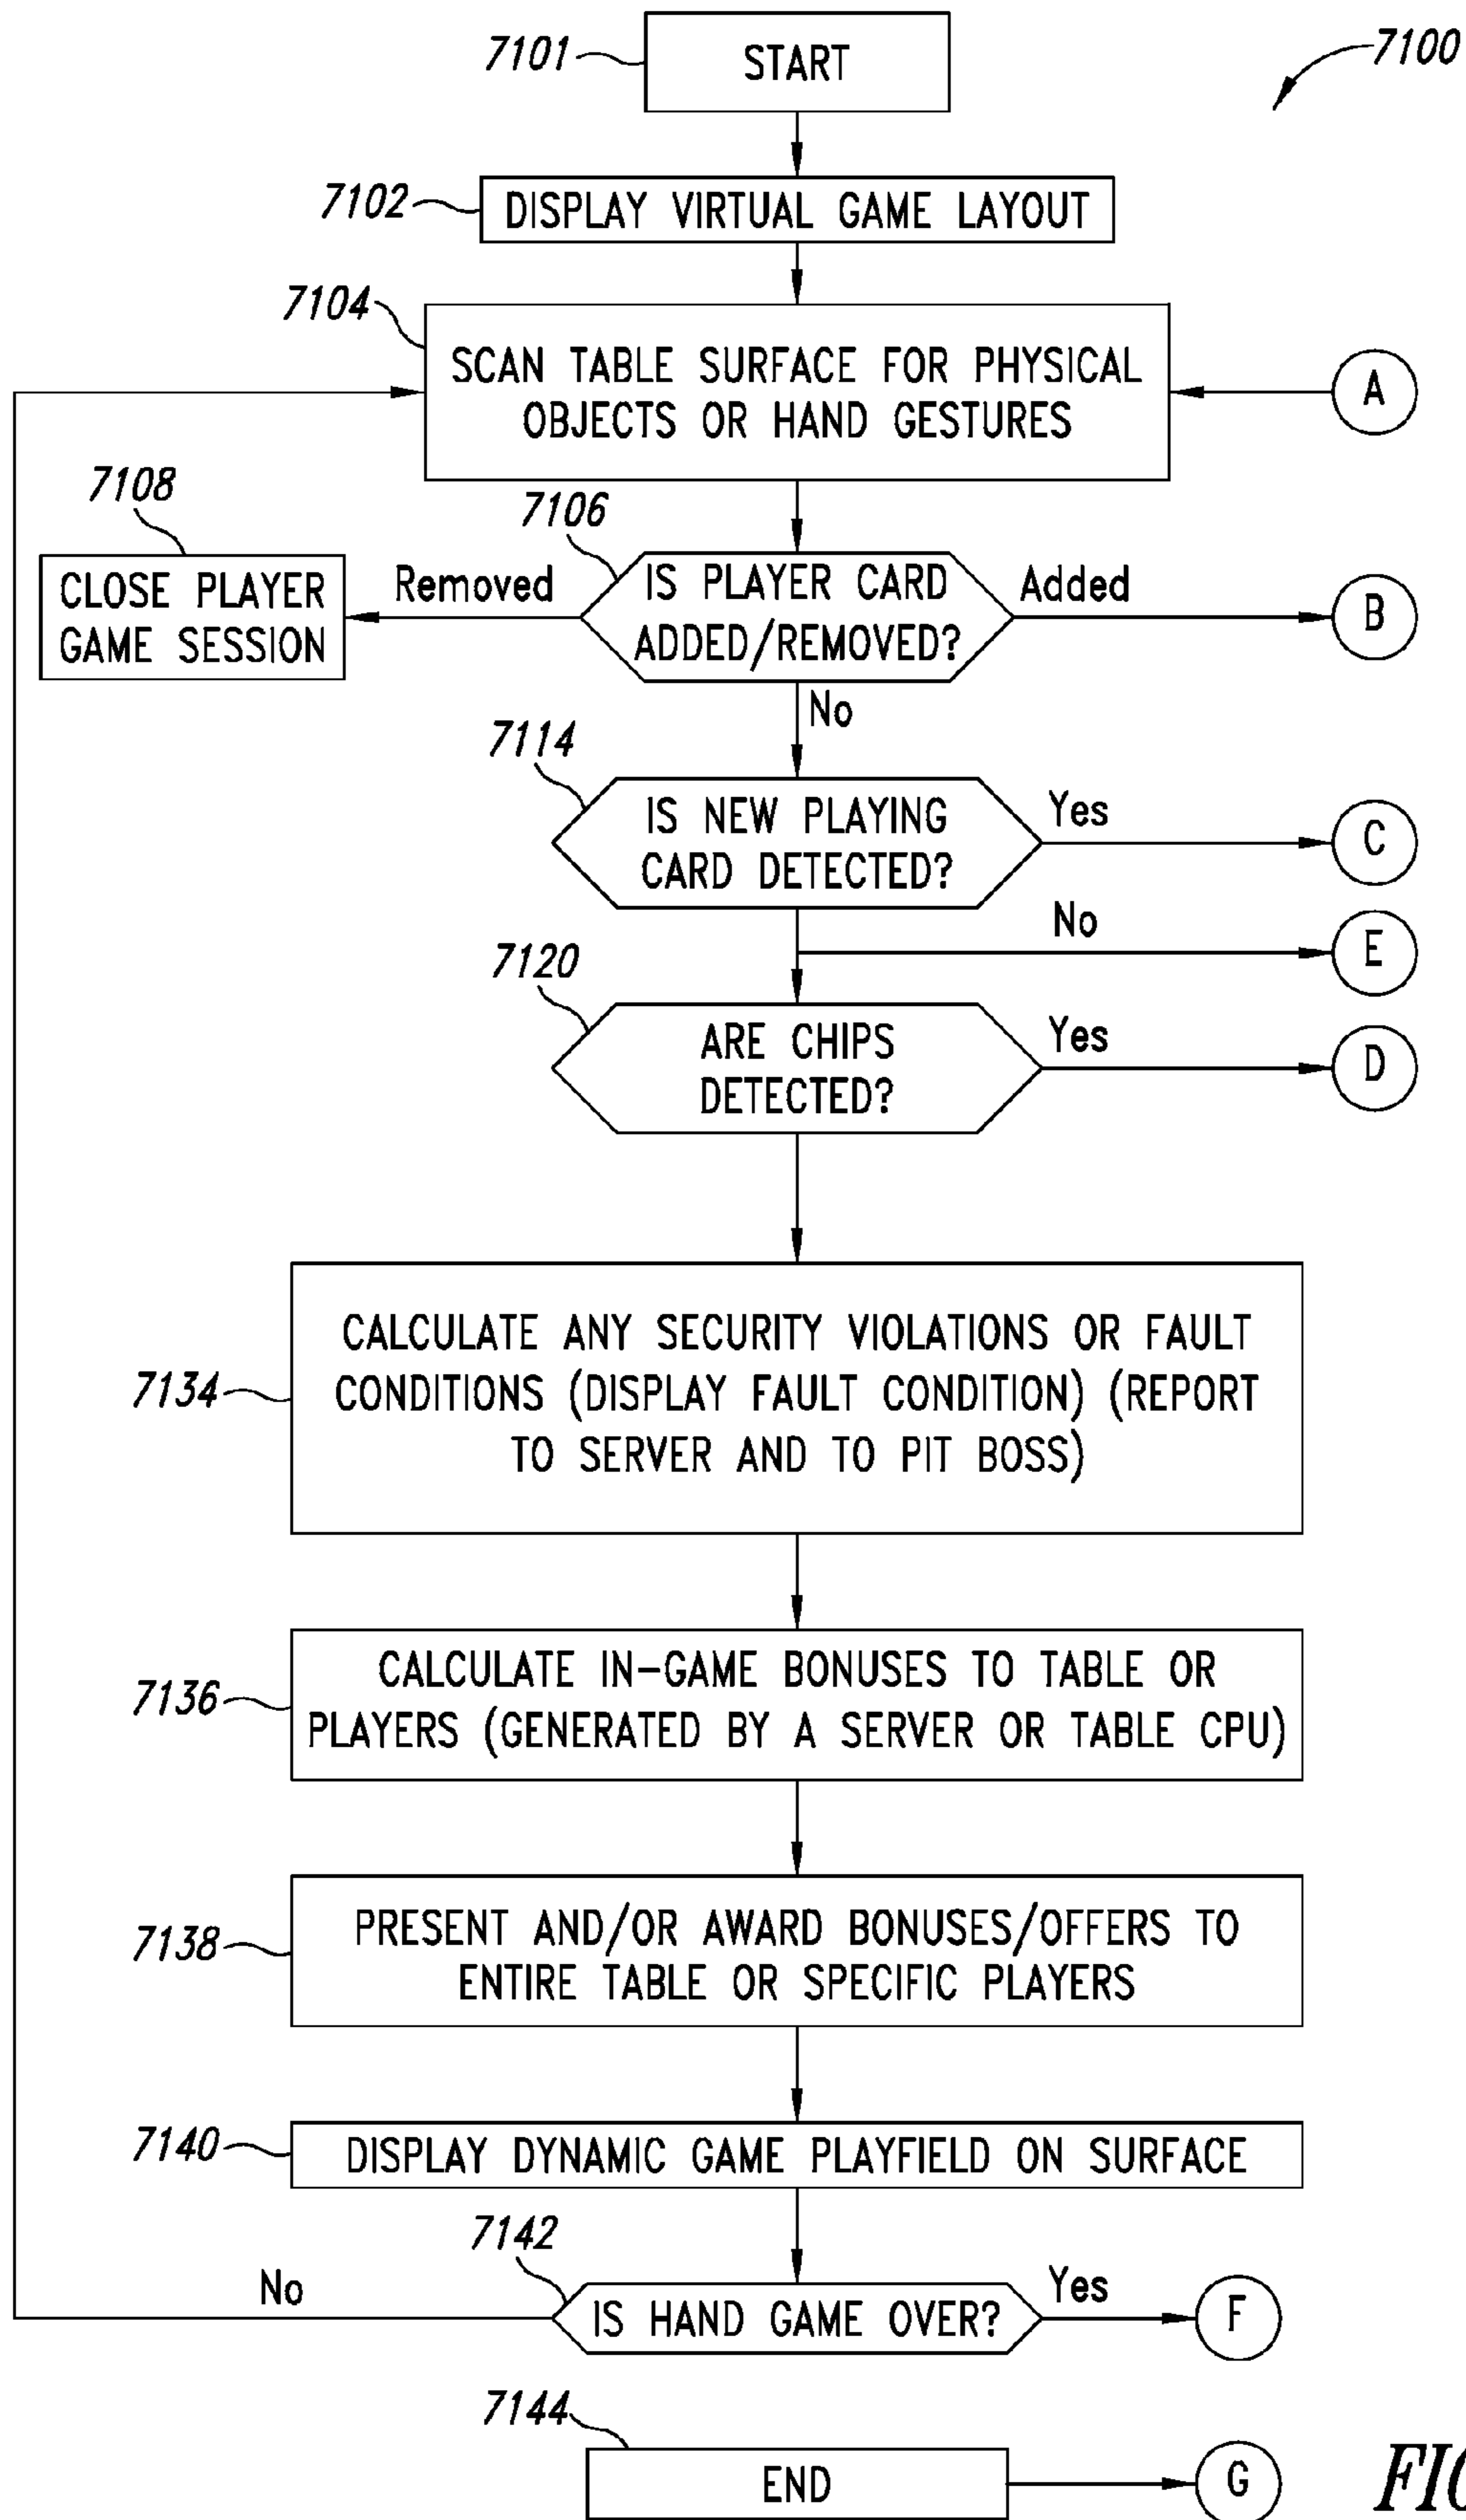 7101
START
7100
7102
DISPLAY VIRTUAL GAME LAYOUT
7104
SCAN TABLE SURFACE FOR PHYSICAL
OBJECTS OR HAND GESTURES
A
7108
CLOSE PLAYER
GAME SESSION
Removed
7106
IS PLAYER CARD
ADDED/REMOVED?
Added
B
No
7114
IS NEW PLAYING
CARD DETECTED?
Yes
C
No
E
7120
ARE CHIPS
DETECTED?
Yes
D
7134
CALCULATE ANY SECURITY VIOLATIONS OR FAULT
CONDITIONS (DISPLAY FAULT CONDITION) (REPORT
TO SERVER AND TO PIT BOSS)
7136
CALCULATE IN-GAME BONUSES TO TABLE OR
PLAYERS (GENERATED BY A SERVER OR TABLE CPU)
7138
PRESENT AND/OR AWARD BONUSES/OFFERS TO
ENTIRE TABLE OR SPECIFIC PLAYERS
7140
DISPLAY DYNAMIC GAME PLAYFIELD ON SURFACE
7142
No
IS HAND GAME OVER?
Yes
F
7144
END
G